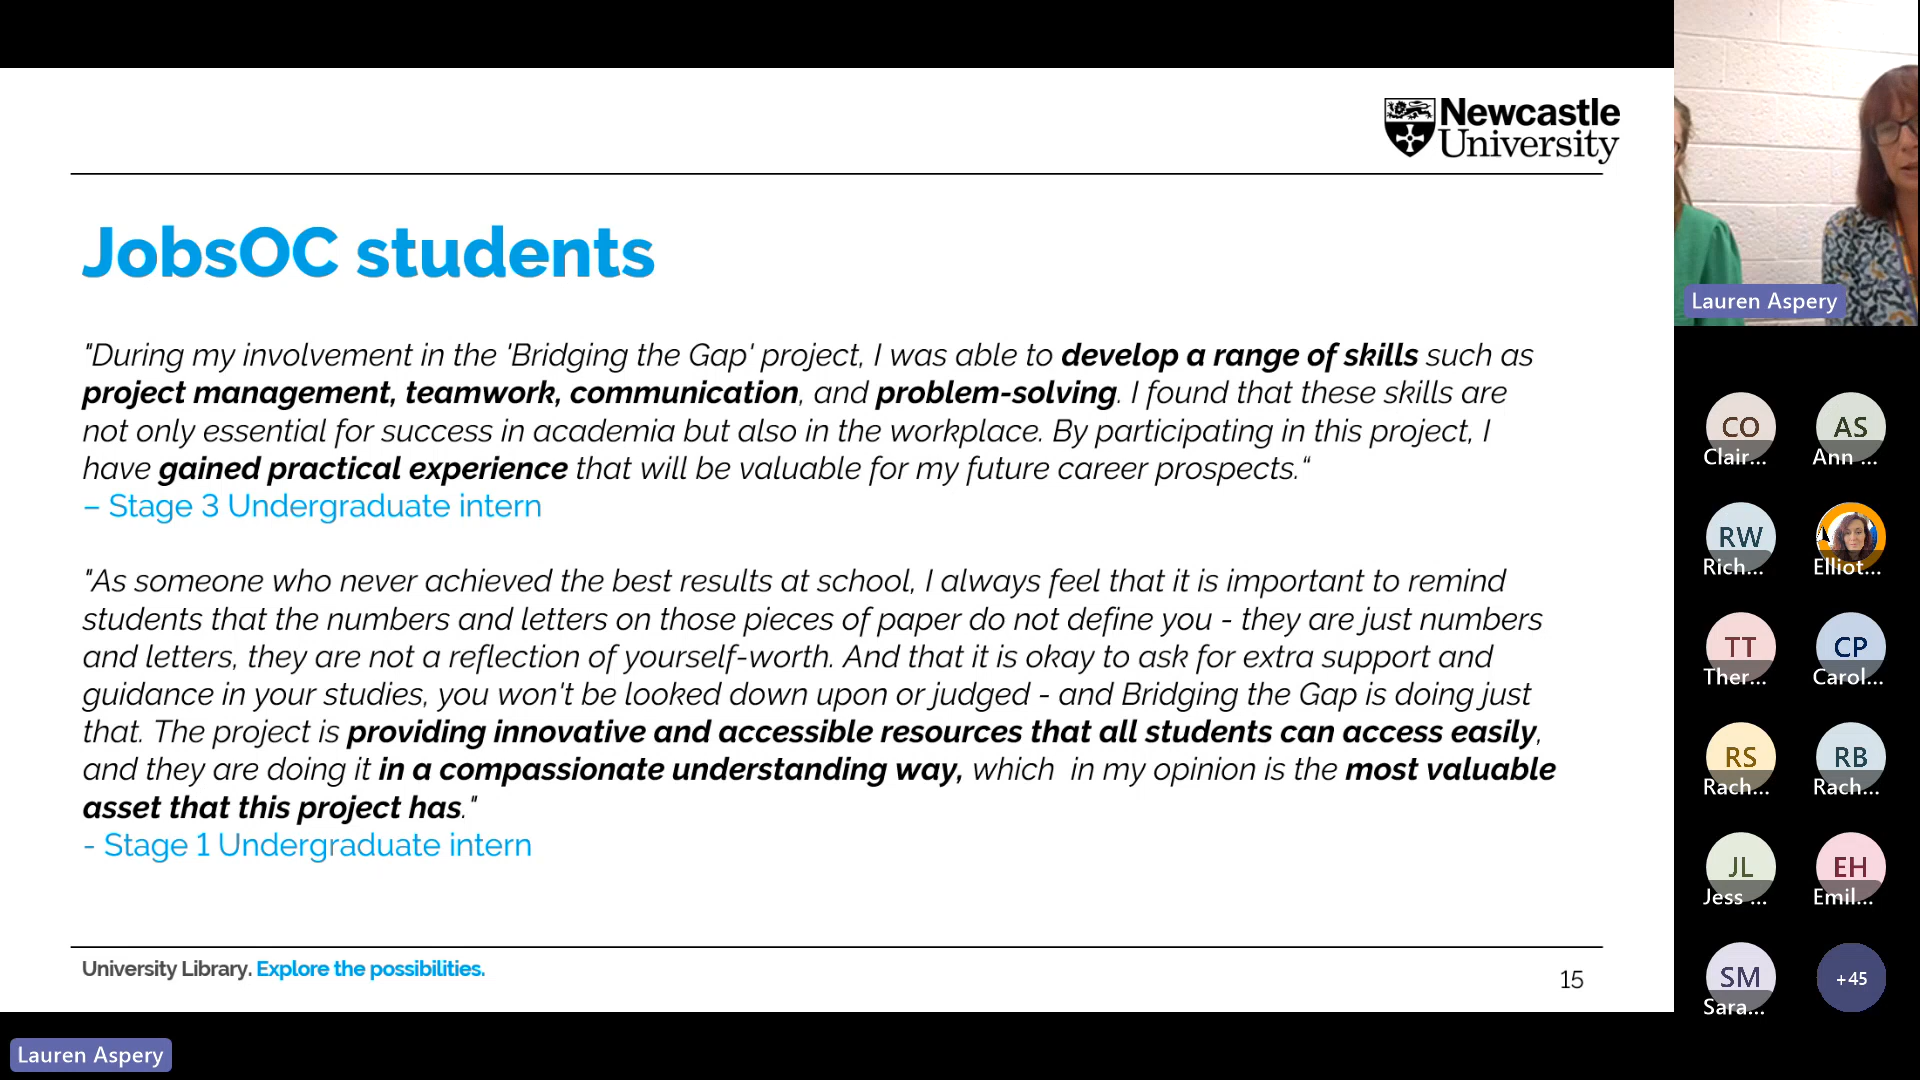 Newcastle
University
JobsOC students
"During my involvement in the 'Bridging the Gap' project, I was able to develop a range of skills such as
project management, teamwork, communication, and problem-solving. I found that these skills are
not only essential for success in academia but also in the workplace. By participating in this project, I
have gained practical experience that will be valuable for my future career prospects.“
– Stage 3 Undergraduate intern
"As someone who never achieved the best results at school, I always feel that it is important to remind
students that the numbers and letters on those pieces of paper do not define you - they are just numbers
and letters, they are not a reflection of yourself-worth. And that it is okay to ask for extra support and
guidance in your studies, you won't be looked down upon or judged - and Bridging the Gap is doing just
that. The project is providing innovative and accessible resources that all students can access easily,
and they are doing it in a compassionate understanding way, which in my opinion is the most valuable
asset that this project has."
- Stage 1 Undergraduate intern
University Library. Explore the possibilities.
15
Lauren Aspery
Lauren Aspery
CO
Clair...
AS
Ann ...
RW
Rich...
Elliot...
TT
Ther...
CP
Carol...
RS
Rach...
RB
Rach...
JL
Jess ...
EH
Emil...
SM
Sara...
+45